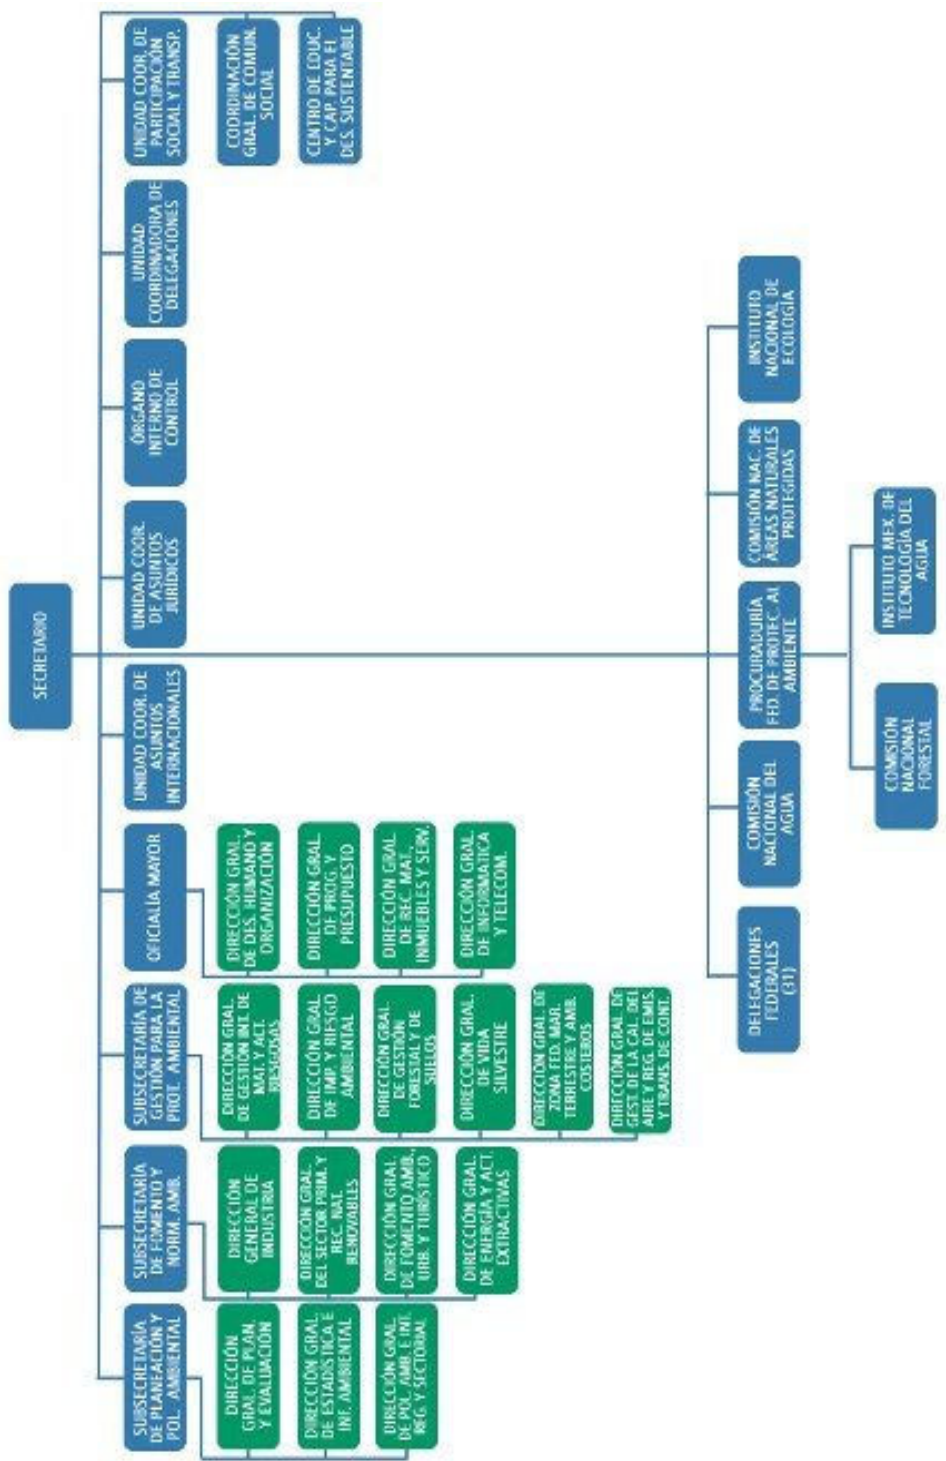 SECRETARIO
SUBSECRETARÍA
DE PLANEACIÓN Y
POL. AMBIENTAL
SUBSECRETARÍA
DE FOMENTO Y
NORM. AMB.
SUBSECRETARÍA DE
GESTIÓN PARA LA
PROT. AMBIENTAL
OFICIALÍA MAYOR
UNIDAD COOR. DE
ASUNTOS
INTERNACIONALES
UNIDAD COOR.
DE ASUNTOS
JURÍDICOS
ÓRGANO
INTERNO DE
CONTROL
UNIDAD
COORDINADORA DE
DELEGACIONES
UNIDAD COOR. DE
PARTICIPACIÓN
SOCIAL Y TRANSP.
DIRECCIÓN
GRAL. DE PLAN.
Y EVALUACIÓN
DIRECCIÓN GRAL.
DE ESTADÍSTICA E
INF. AMBIENTAL
DIRECCIÓN GRAL.
DE POL. AMB. E INT.
REG. Y SECTORIAL
DIRECCIÓN
GENERAL DE
INDUSTRIA
DIRECCIÓN GRAL.
DEL SECTOR PRIM. Y
REC. NAT.
RENOVABLES
DIRECCIÓN GRAL.
DE FOMENTO AMB.,
URB. Y TURÍSTICO
DIRECCIÓN GRAL.
DE ENERGÍA Y ACT.
EXTRACTIVAS
DIRECCIÓN GRAL.
DE GESTIÓN INT. DE
MAT. Y ACT.
RIESGOSAS
DIRECCIÓN GRAL.
DE IMP. Y RIESGO
AMBIENTAL
DIRECCIÓN GRAL.
DE GESTIÓN
FORESTAL Y DE
SUELOS
DIRECCIÓN GRAL.
DE VIDA
SILVESTRE
DIRECCIÓN GRAL. DE
ZONA FED. MAR.
TERRESTRE Y AMB.
COSTEROS
DIRECCIÓN GRAL. DE
GEST. DE LA CAL. DEL
AIRE Y REG. DE EMIS.
Y TRANS. DE CONT.
DIRECCIÓN GRAL.
DE DES. HUMANO Y
ORGANIZACIÓN
DIRECCIÓN GRAL.
DE PROG. Y
PRESUPUESTO
DIRECCIÓN GRAL.
DE REC. MAT.
INMUEBLES Y SERV.
DIRECCIÓN GRAL.
DE INFORMATICA
Y TELECOM.
COORDINACIÓN
GRAL. DE COMUN.
SOCIAL
CENTRO DE EDUC.
Y CAP. PARA EL
DES. SUSTENTABLE
DELEGACIONES
FEDERALES
(31)
COMISIÓN
NACIONAL DEL
AGUA
PROCURADURÍA
FED. DE PROTEC. AL
AMBIENTE
COMISIÓN NAC. DE
ÁREAS NATURALES
PROTEGIDAS
INSTITUTO
NACIONAL DE
ECOLOGÍA
COMISIÓN
NACIONAL
FORESTAL
INSTITUTO MEX. DE
TECNOLOGÍA DEL
AGUA